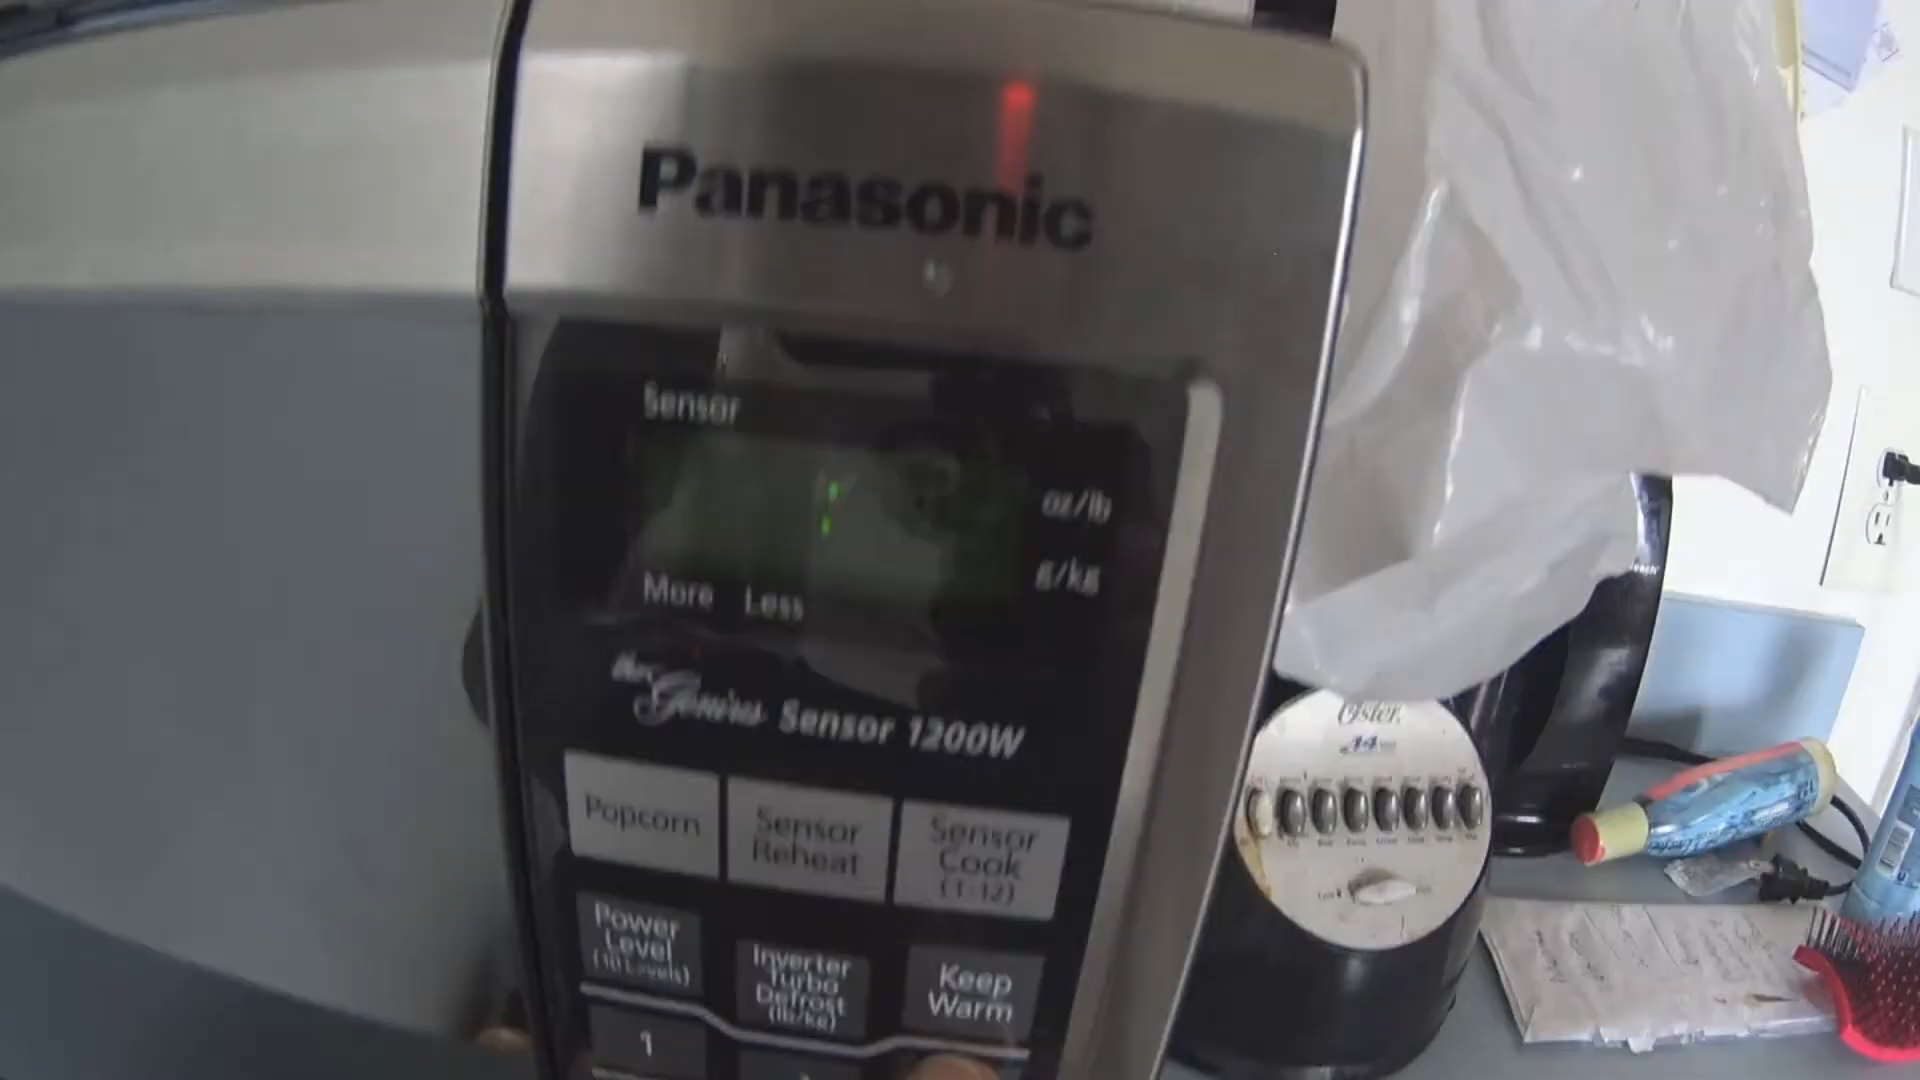 Panasonic
Sensor
:
oz/lb
g/kg
More Less
the Genius Sensor 1200W
Popcorn
Sensor
Reheat
Sensor
Cook
(1-12)
Power
Level
(10 Levels)
Inverter
Turbo
Defrost
(lb/kg)
Keep
Warm
1
Oster
14